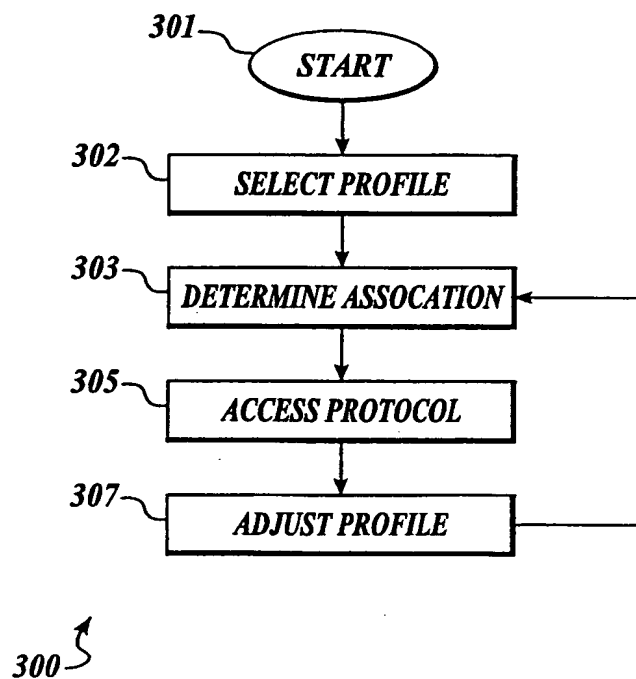 301
START
302
SELECT PROFILE
303
DETERMINE ASSOCATION
305
ACCESS PROTOCOL
307
ADJUST PROFILE
300